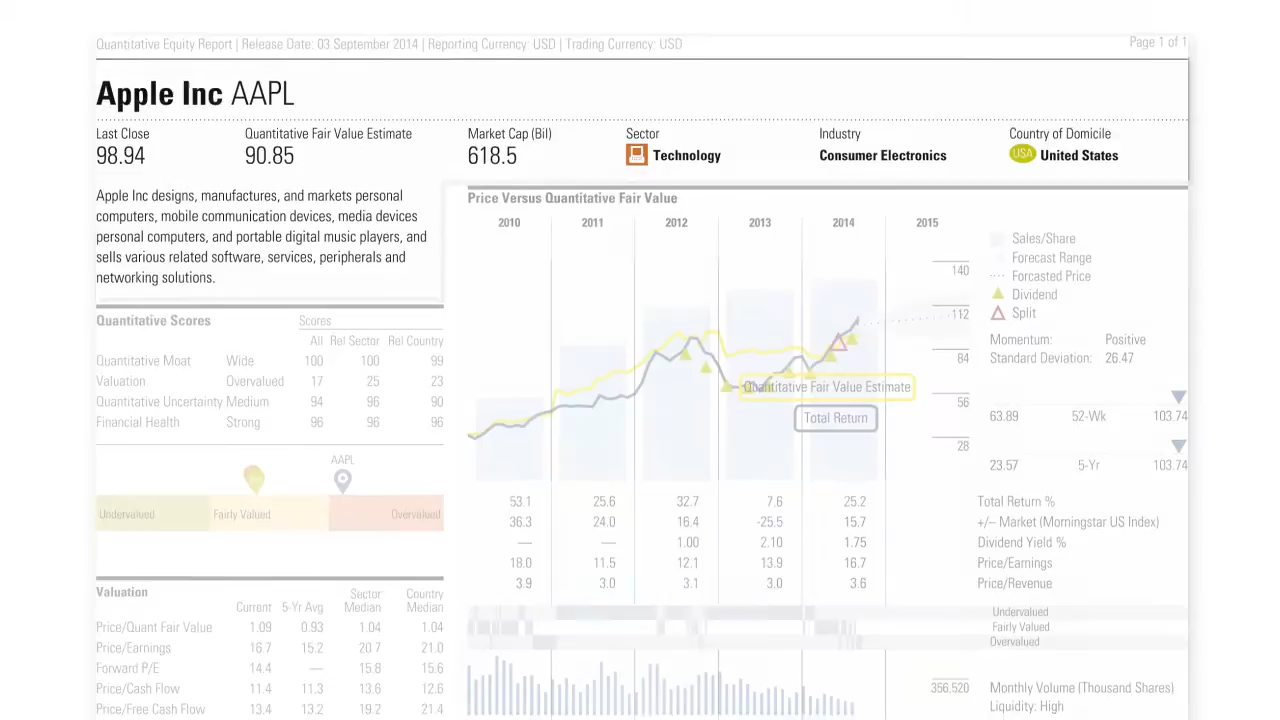 Quantitative Equity Report | Release Date: 03 September 2014 | Reporting Currency: USD | Trading Currency: USD
Page 1 of 1
Apple Inc AAPL
Last Close
98.94
Quantitative Fair Value Estimate
90.85
Market Cap (Bil)
618.5
Sector
Technology
Industry
Consumer Electronics
Country of Domicile
USA United States
Apple Inc designs, manufactures, and markets personal
computers, mobile communication devices, media devices
personal computers, and portable digital music players, and
sells various related software, services, peripherals and
networking solutions.
Quantitative Scores
Scores
All Rel Sector Rel Country
Quantitative Moat Wide 100 100 99
Valuation Overvalued 17 25 23
Quantitative Uncertainty Medium 94 96 90
Financial Health Strong 96 96 96
AAPL
Undervalued Fairly Valued Overvalued
Valuation
Current 5-Yr Avg Sector Median Country Median
Price/Quant Fair Value 1.09 0.93 1.04 1.04
Price/Earnings 16.7 15.2 20.7 21.0
Forward P/E 14.4 — 15.8 15.6
Price/Cash Flow 11.4 11.3 13.6 12.6
Price/Free Cash Flow 13.4 13.2 19.2 21.4
Price Versus Quantitative Fair Value
2010 2011 2012 2013 2014 2015
140
112
84
56
28
Quantitative Fair Value Estimate
Total Return
Sales/Share
Forecast Range
Forcasted Price
Dividend
Split
Momentum: Positive
Standard Deviation: 26.47
63.89 52-Wk 103.74
23.57 5-Yr 103.74
53.1 25.6 32.7 7.6 25.2 Total Return %
36.3 24.0 16.4 -25.5 15.7 +/– Market (Morningstar US Index)
— — 1.00 2.10 1.75 Dividend Yield %
18.0 11.5 12.1 13.9 16.7 Price/Earnings
3.9 3.0 3.1 3.0 3.6 Price/Revenue
Undervalued
Fairly Valued
Overvalued
356,520 Monthly Volume (Thousand Shares)
Liquidity: High